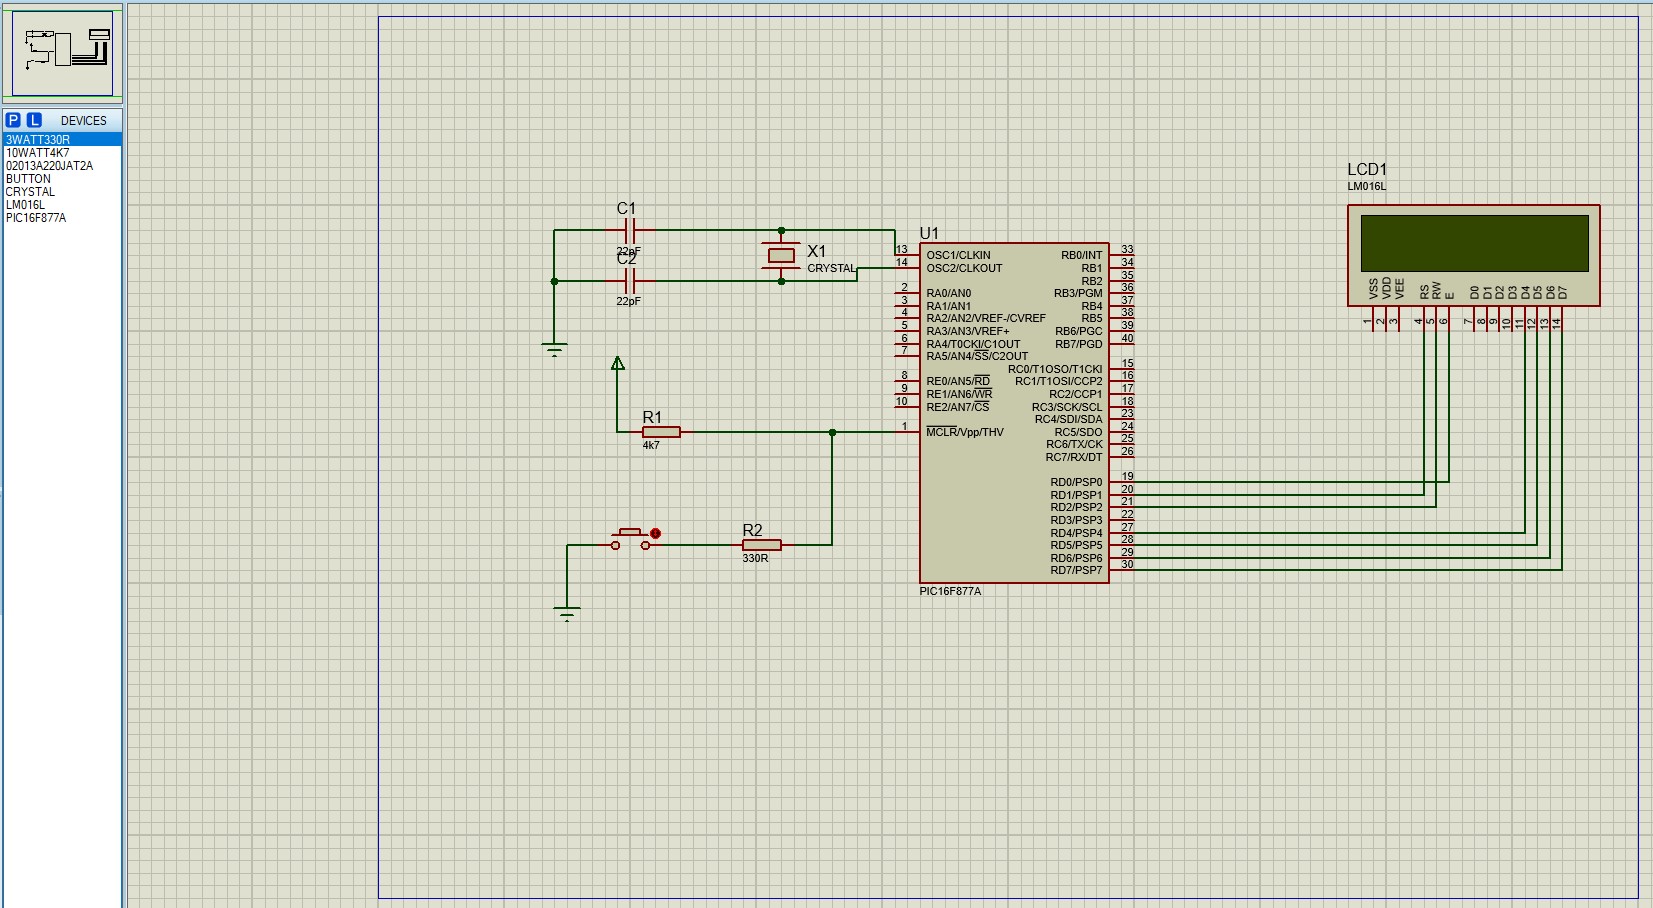 P L DEVICES
3WATT330R
10WATT4K7
02013A220JAT2A
BUTTON
CRYSTAL
LM016L
PIC16F877A
C1
22pF
C2
22pF
X1
CRYSTAL
R1
4k7
R2
330R
U1
13 OSC1/CLKIN
14 OSC2/CLKOUT
2 RA0/AN0
3 RA1/AN1
4 RA2/AN2/VREF-/CVREF
5 RA3/AN3/VREF+
6 RA4/T0CKI/C1OUT
7 RA5/AN4/SS/C2OUT
8 RE0/AN5/RD
9 RE1/AN6/WR
10 RE2/AN7/CS
1 MCLR/Vpp/THV
RB0/INT 33
RB1 34
RB2 35
RB3/PGM 36
RB4 37
RB5 38
RB6/PGC 39
RB7/PGD 40
RC0/T1OSO/T1CKI 15
RC1/T1OSI/CCP2 16
RC2/CCP1 17
RC3/SCK/SCL 18
RC4/SDI/SDA 23
RC5/SDO 24
RC6/TX/CK 25
RC7/RX/DT 26
RD0/PSP0 19
RD1/PSP1 20
RD2/PSP2 21
RD3/PSP3 22
RD4/PSP4 27
RD5/PSP5 28
RD6/PSP6 29
RD7/PSP7 30
PIC16F877A
LCD1
LM016L
VSS VDD VEE RS RW E D0 D1 D2 D3 D4 D5 D6 D7
1 2 3 4 5 6 7 8 9 10 11 12 13 14